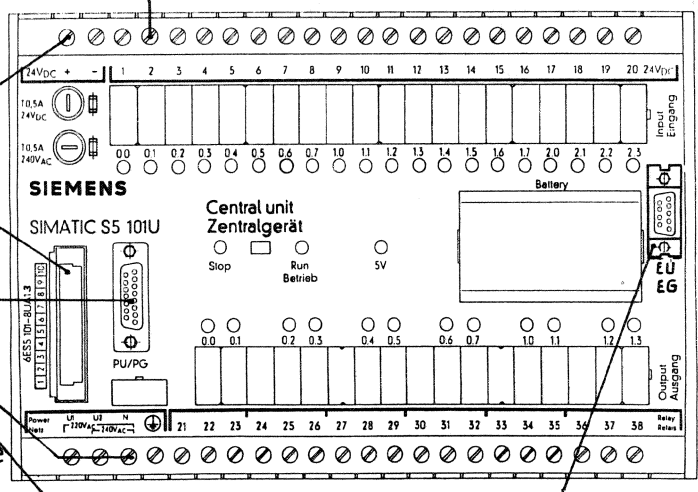 24VDC + - 1 2 3 4 5 6 7 8 9 10 11 12 13 14 15 16 17 18 19 20 24VDC
T0,5A
24VDC
T0,5A
240VAC
Input
Eingang
0.0 0.1 0.2 0.3 0.4 0.5 0.6 0.7 1.0 1.1 1.2 1.3 1.4 1.5 1.6 1.7 2.0 2.1 2.2 2.3
SIEMENS
Battery
SIMATIC S5 101U
Central unit
Zentralgerät
Stop
Run
Betrieb
5V
EU
EG
6ES5 101-8UA13
1 2 3 4 5 6 7 8 9 10
PU/PG
0.0 0.1 0.2 0.3 0.4 0.5 0.6 0.7 1.0 1.1 1.2 1.3
Output
Ausgang
Power
Netz
U1 U2 N
220VAC 240VAC
21 22 23 24 25 26 27 28 29 30 31 32 33 34 35 36 37 38
Relay
Relais